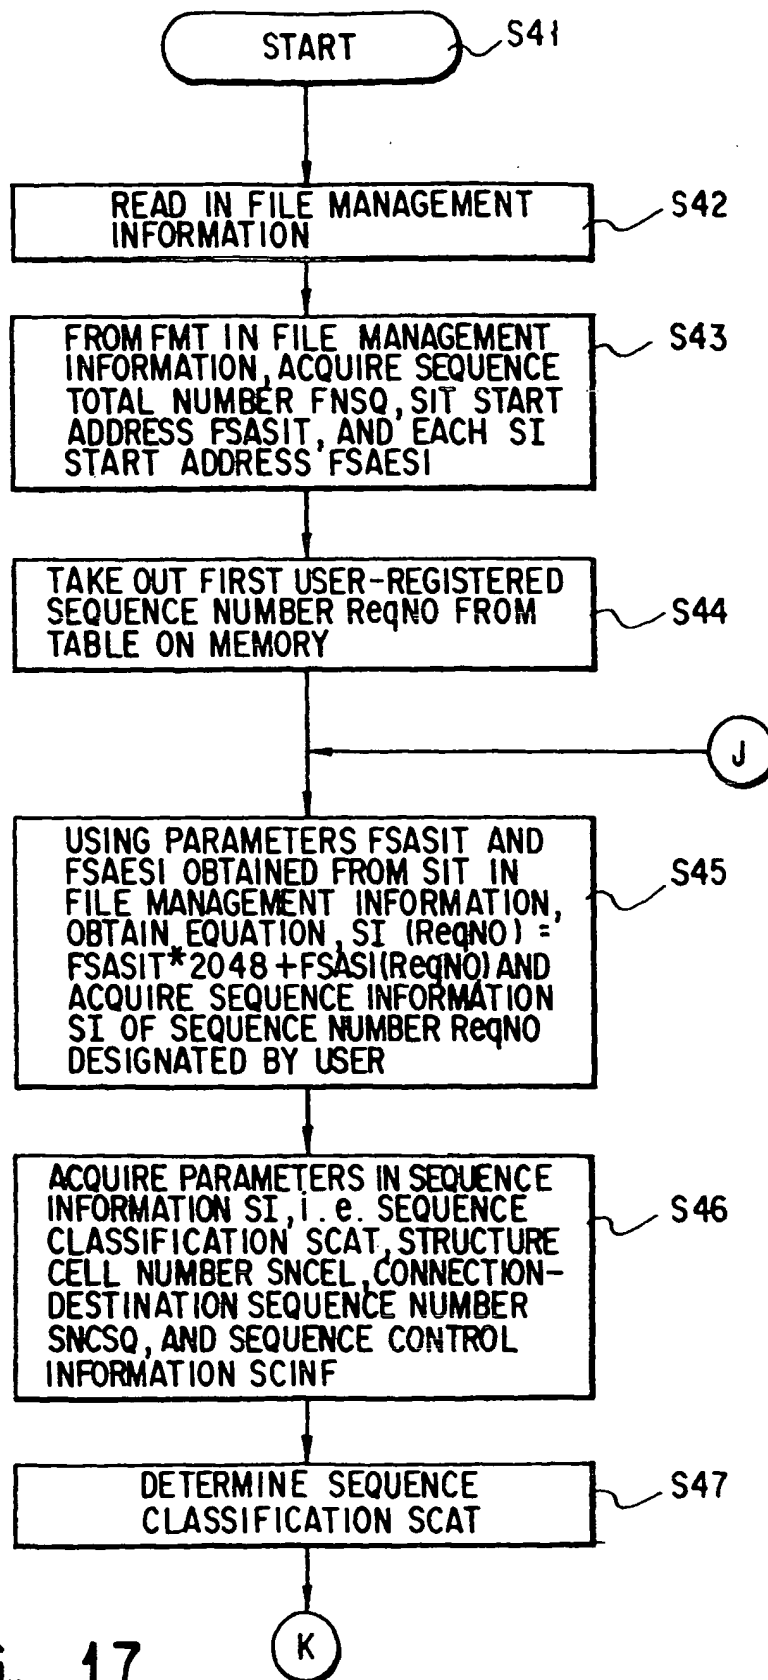 START
S41
READ IN FILE MANAGEMENT
INFORMATION
S42
FROM FMT IN FILE MANAGEMENT
INFORMATION, ACQUIRE SEQUENCE
TOTAL NUMBER FNSQ, SIT START
ADDRESS FSASIT, AND EACH SI
START ADDRESS FSAESI
S43
TAKE OUT FIRST USER-REGISTERED
SEQUENCE NUMBER ReqNO FROM
TABLE ON MEMORY
S44
J
USING PARAMETERS FSASIT AND
FSAESI OBTAINED FROM SIT IN
FILE MANAGEMENT INFORMATION,
OBTAIN EQUATION, SI (ReqNO) =
FSASIT*2048+FSASI(ReqNO) AND
ACQUIRE SEQUENCE INFORMATION
SI OF SEQUENCE NUMBER ReqNO
DESIGNATED BY USER
S45
ACQUIRE PARAMETERS IN SEQUENCE
INFORMATION SI, i.e. SEQUENCE
CLASSIFICATION SCAT, STRUCTURE
CELL NUMBER SNCEL, CONNECTION-
DESTINATION SEQUENCE NUMBER
SNCSQ, AND SEQUENCE CONTROL
INFORMATION SCINF
S46
DETERMINE SEQUENCE
CLASSIFICATION SCAT
S47
K
17